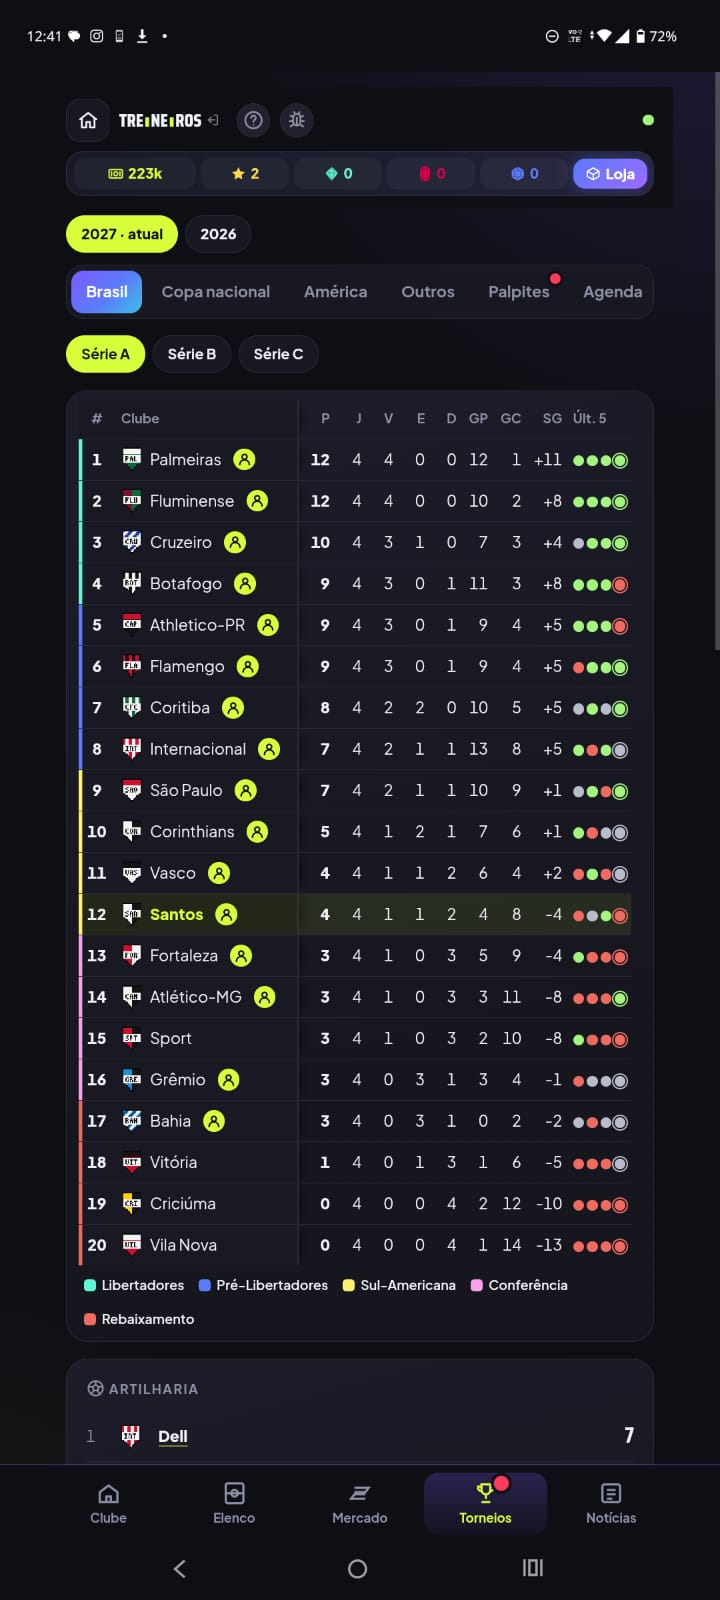 12:41 72%
TREINEIROS
223k 2 0 0 0 Loja
2027 · atual 2026
Brasil Copa nacional América Outros Palpites Agenda
Série A Série B Série C
# Clube P J V E D GP GC SG Últ. 5
1 Palmeiras 12 4 4 0 0 12 1 +11
2 Fluminense 12 4 4 0 0 10 2 +8
3 Cruzeiro 10 4 3 1 0 7 3 +4
4 Botafogo 9 4 3 0 1 11 3 +8
5 Athletico-PR 9 4 3 0 1 9 4 +5
6 Flamengo 9 4 3 0 1 9 4 +5
7 Coritiba 8 4 2 2 0 10 5 +5
8 Internacional 7 4 2 1 1 13 8 +5
9 São Paulo 7 4 2 1 1 10 9 +1
10 Corinthians 5 4 1 2 1 7 6 +1
11 Vasco 4 4 1 1 2 6 4 +2
12 Santos 4 4 1 1 2 4 8 -4
13 Fortaleza 3 4 1 0 3 5 9 -4
14 Atlético-MG 3 4 1 0 3 3 11 -8
15 Sport 3 4 1 0 3 2 10 -8
16 Grêmio 3 4 0 3 1 3 4 -1
17 Bahia 3 4 0 3 1 0 2 -2
18 Vitória 1 4 0 1 3 1 6 -5
19 Criciúma 0 4 0 0 4 2 12 -10
20 Vila Nova 0 4 0 0 4 1 14 -13
Libertadores Pré-Libertadores Sul-Americana Conferência
Rebaixamento
ARTILHARIA
1 Dell 7
Clube Elenco Mercado Torneios Notícias